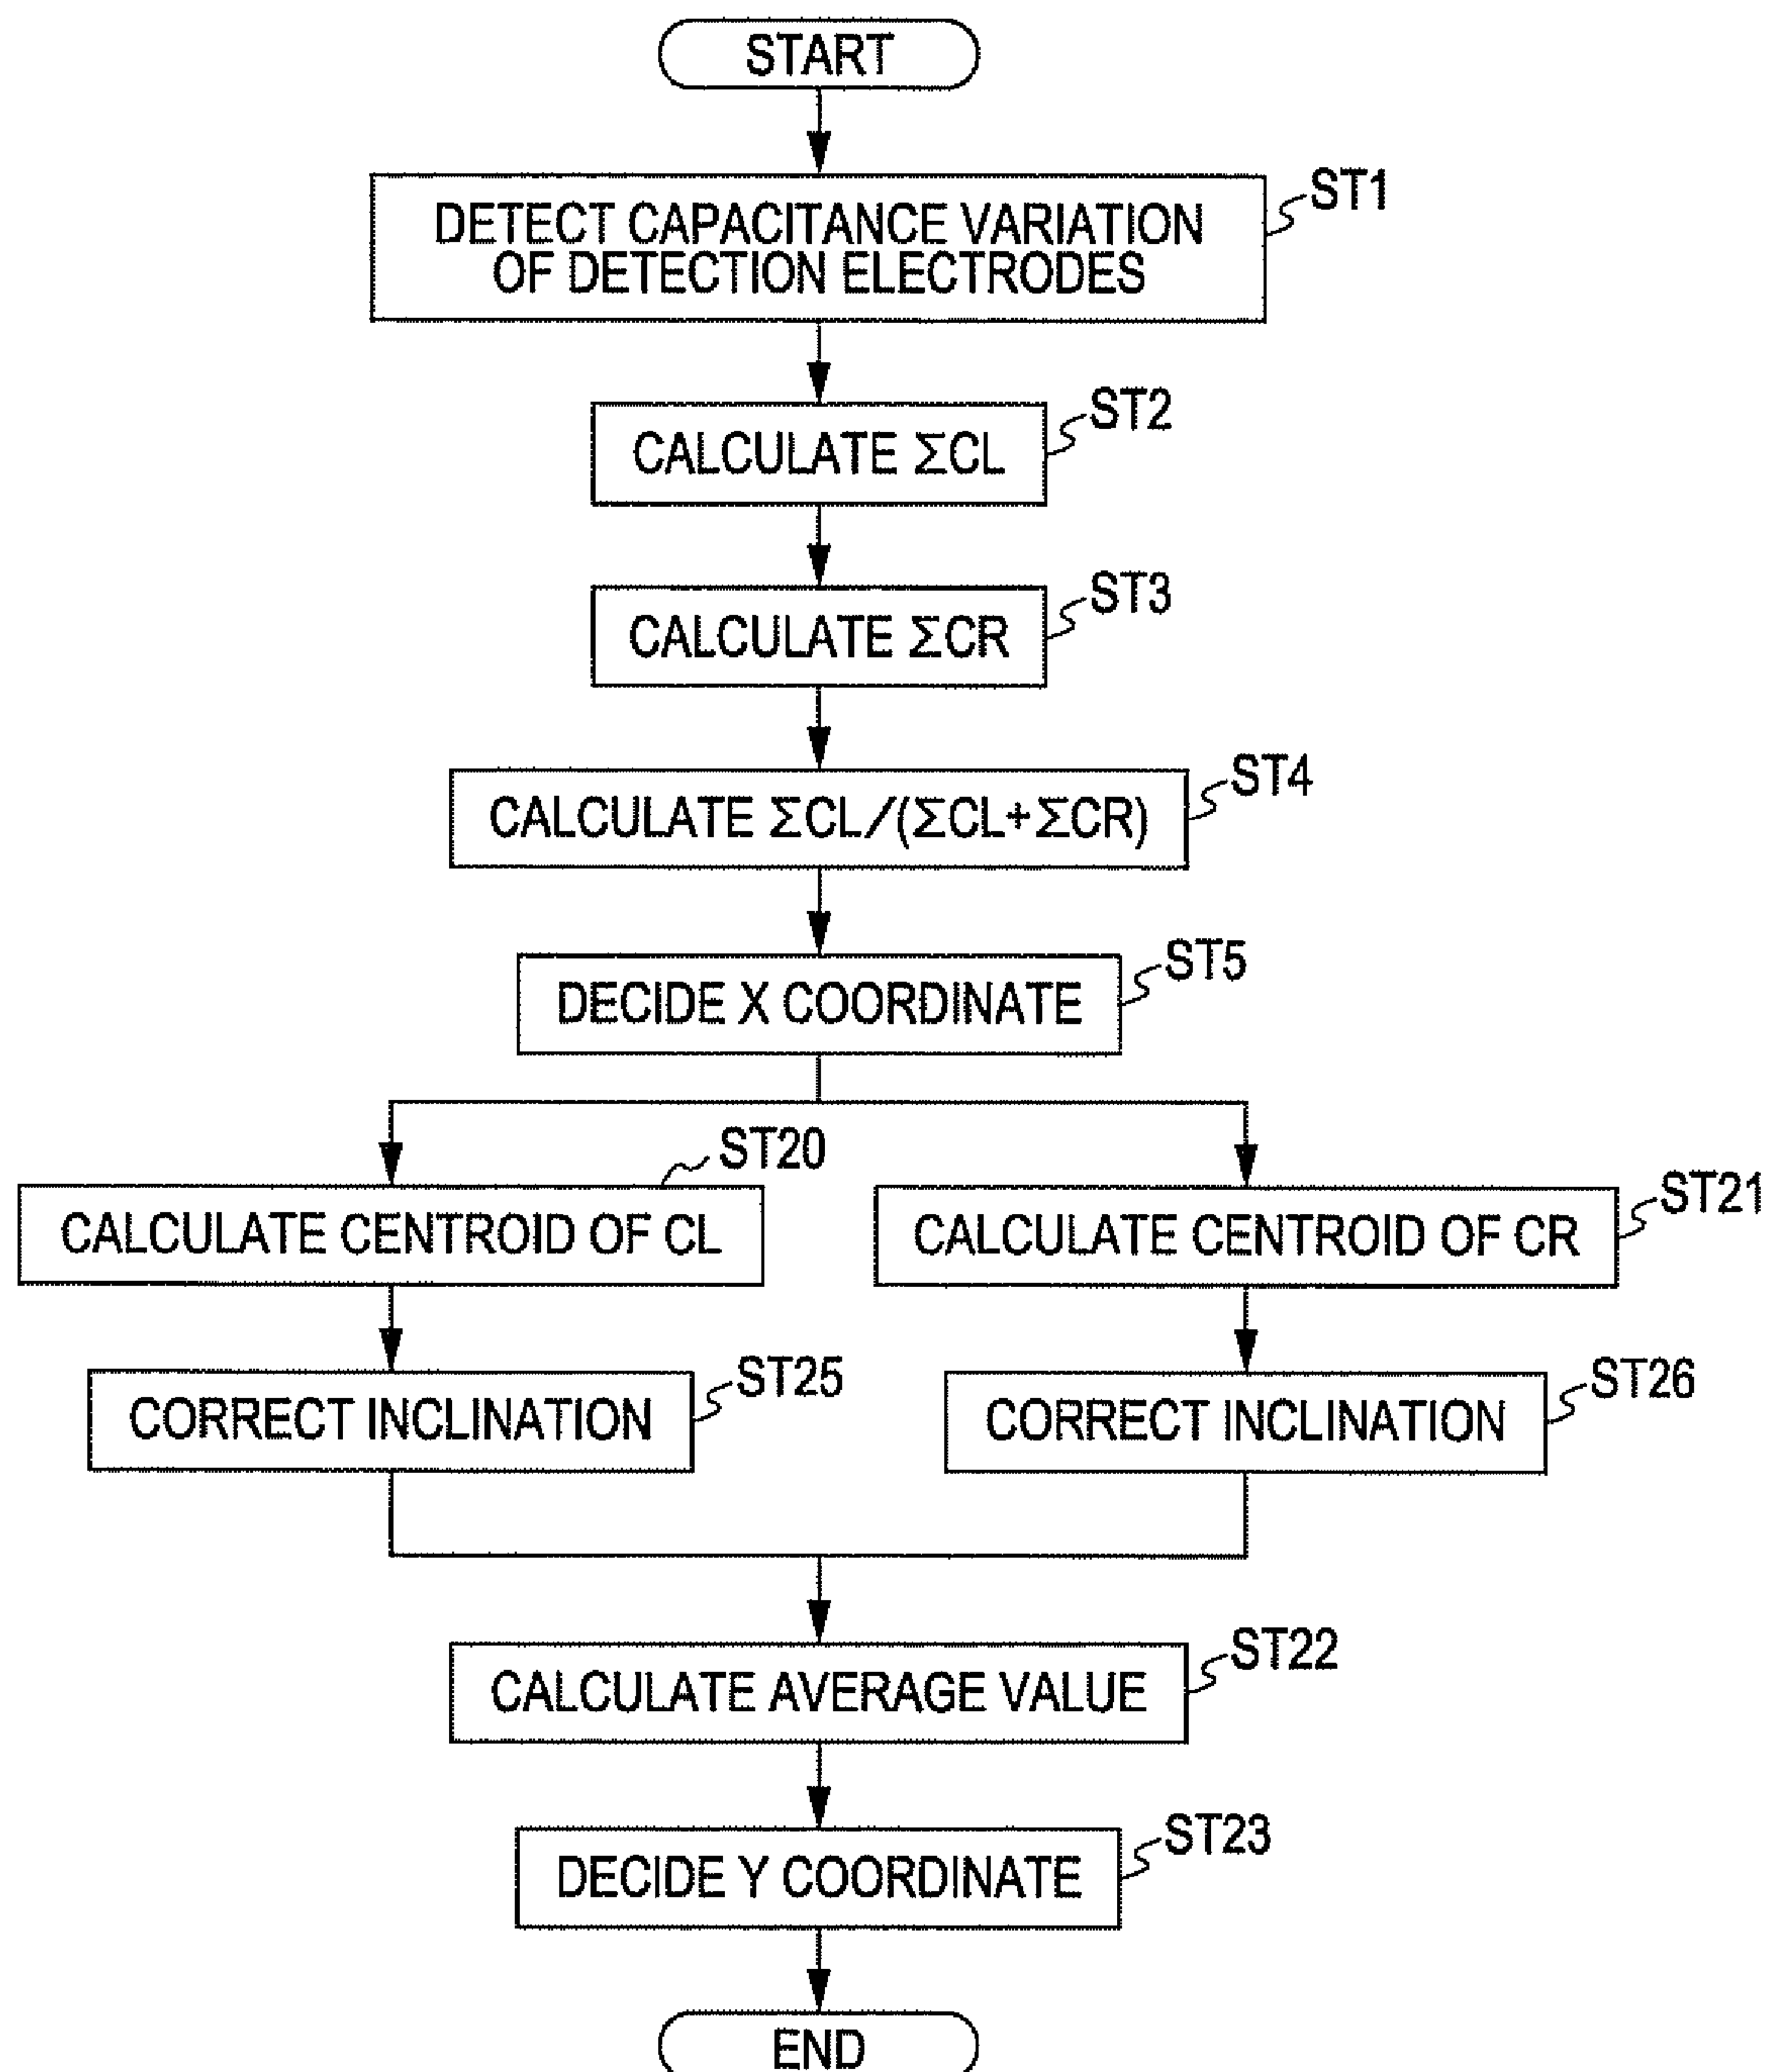 START
ST1
DETECT CAPACITANCE VARIATION
OF DETECTION ELECTRODES
ST2
CALCULATE ΣCL
ST3
CALCULATE ΣCR
ST4
CALCULATE ΣCL/(ΣCL+ΣCR)
ST5
DECIDE X COORDINATE
ST20
CALCULATE CENTROID OF CL
ST21
CALCULATE CENTROID OF CR
ST25
CORRECT INCLINATION
ST26
CORRECT INCLINATION
ST22
CALCULATE AVERAGE VALUE
ST23
DECIDE Y COORDINATE
END